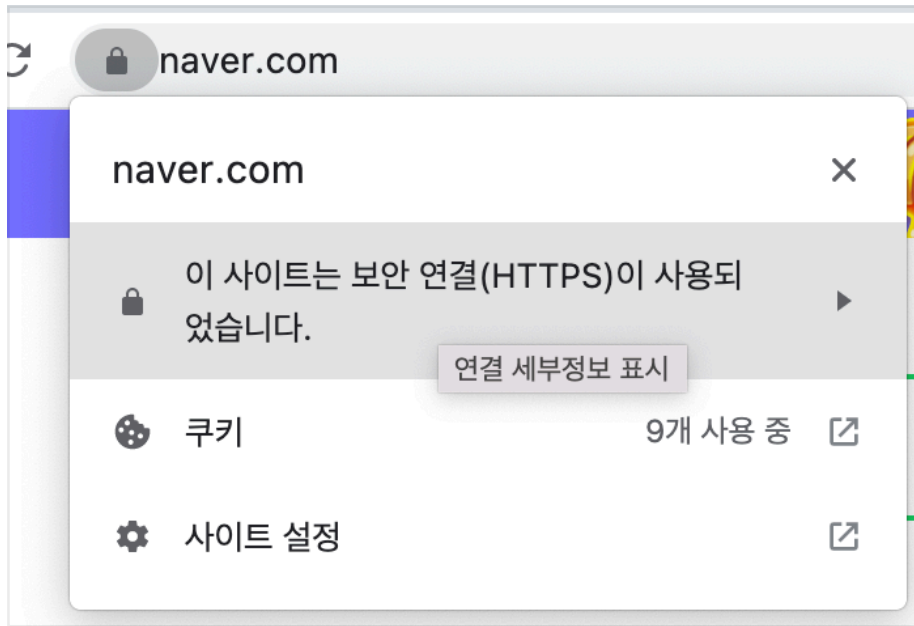 naver.com
naver.com
이 사이트는 보안 연결(HTTPS)이 사용되
었습니다.
연결 세부정보 표시
쿠키 9개 사용 중
사이트 설정